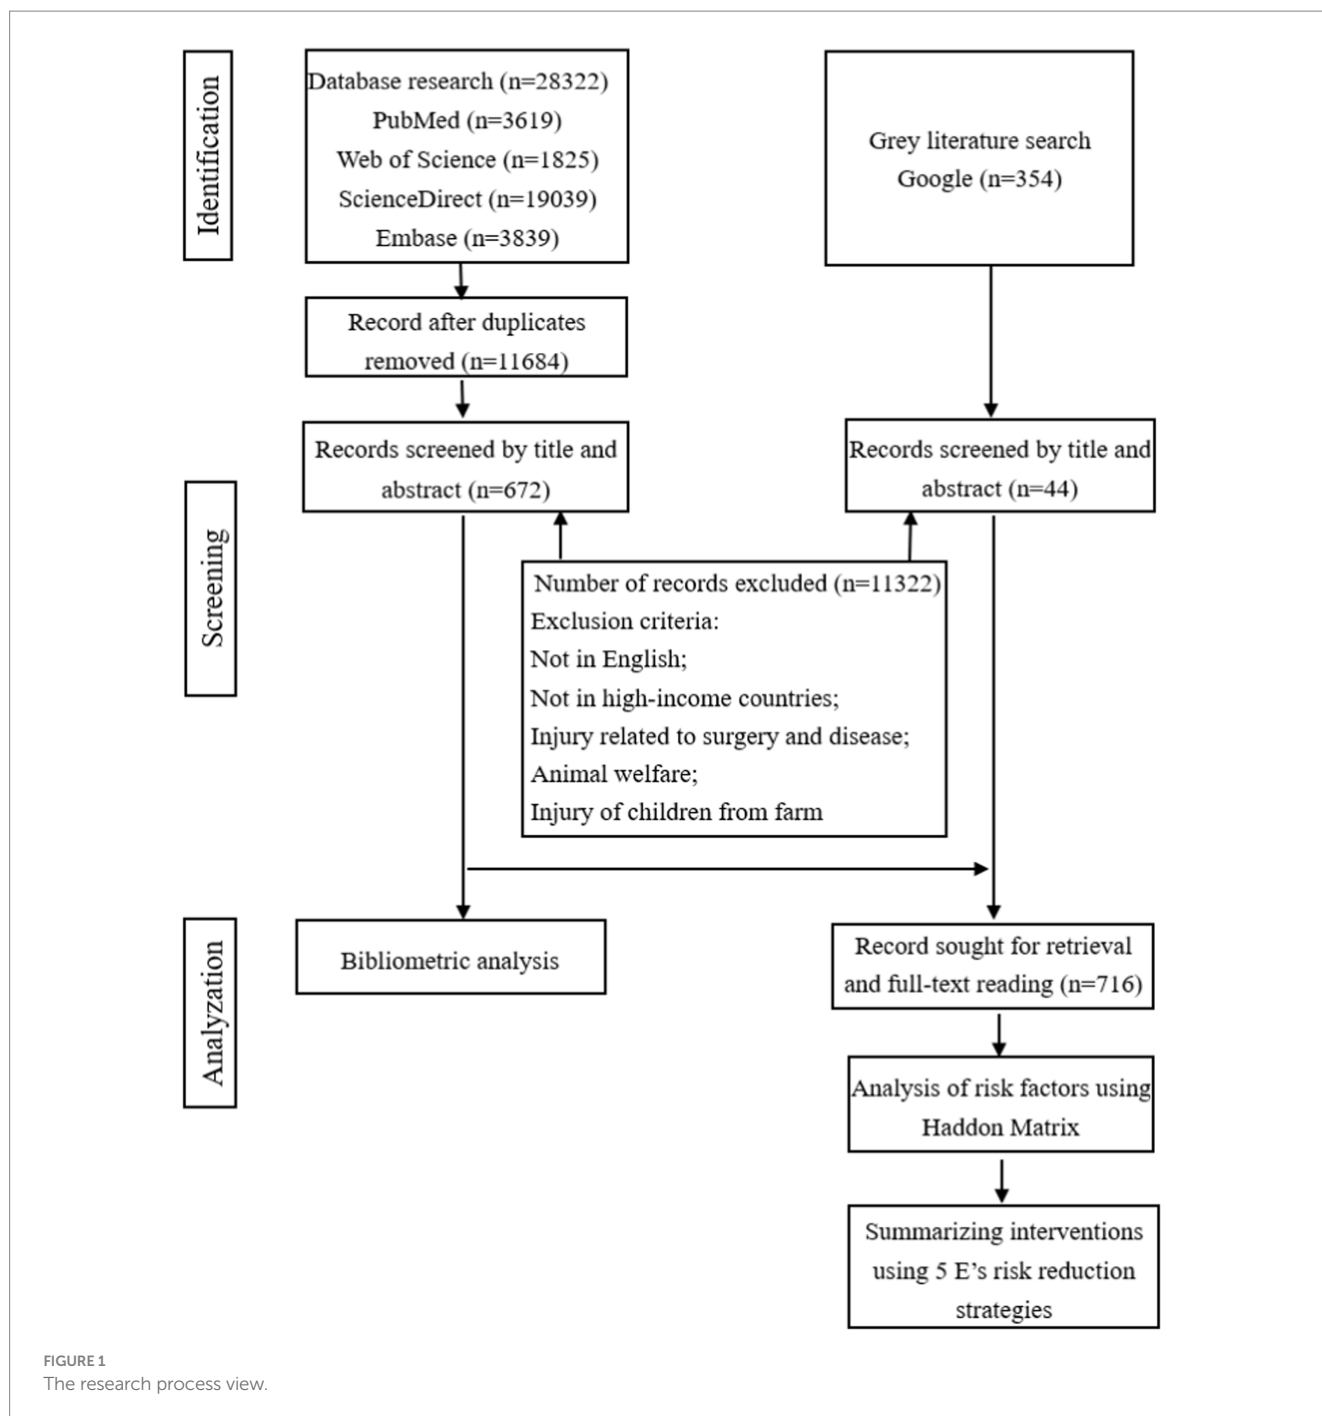 Identification
Database research (n=28322)
PubMed (n=3619)
Web of Science (n=1825)
ScienceDirect (n=19039)
Embase (n=3839)
Grey literature search
Google (n=354)
Record after duplicates
removed (n=11684)
Screening
Records screened by title and
abstract (n=672)
Records screened by title and
abstract (n=44)
Number of records excluded (n=11322)
Exclusion criteria:
Not in English;
Not in high-income countries;
Injury related to surgery and disease;
Animal welfare;
Injury of children from farm
Analyzation
Bibliometric analysis
Record sought for retrieval
and full-text reading (n=716)
Analysis of risk factors using
Haddon Matrix
Summarizing interventions
using 5 E’s risk reduction
strategies
FIGURE 1
The research process view.